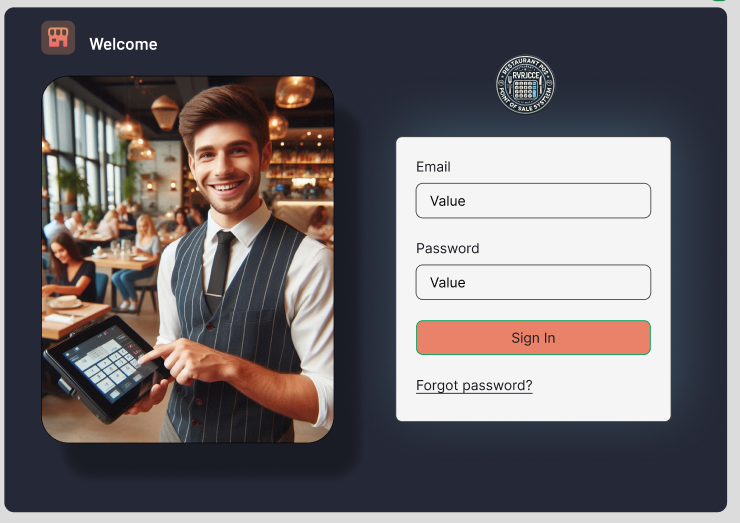 Welcome
RESTAURANT POS
RVRJCCE
POINT OF SALE SYSTEM
Email
Value
Password
Value
Sign In
Forgot password?